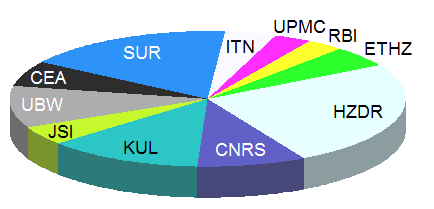 UPMC
ITN
RBI
SUR
ETHZ
CEA
UBW
HZDR
JSI
KUL
CNRS